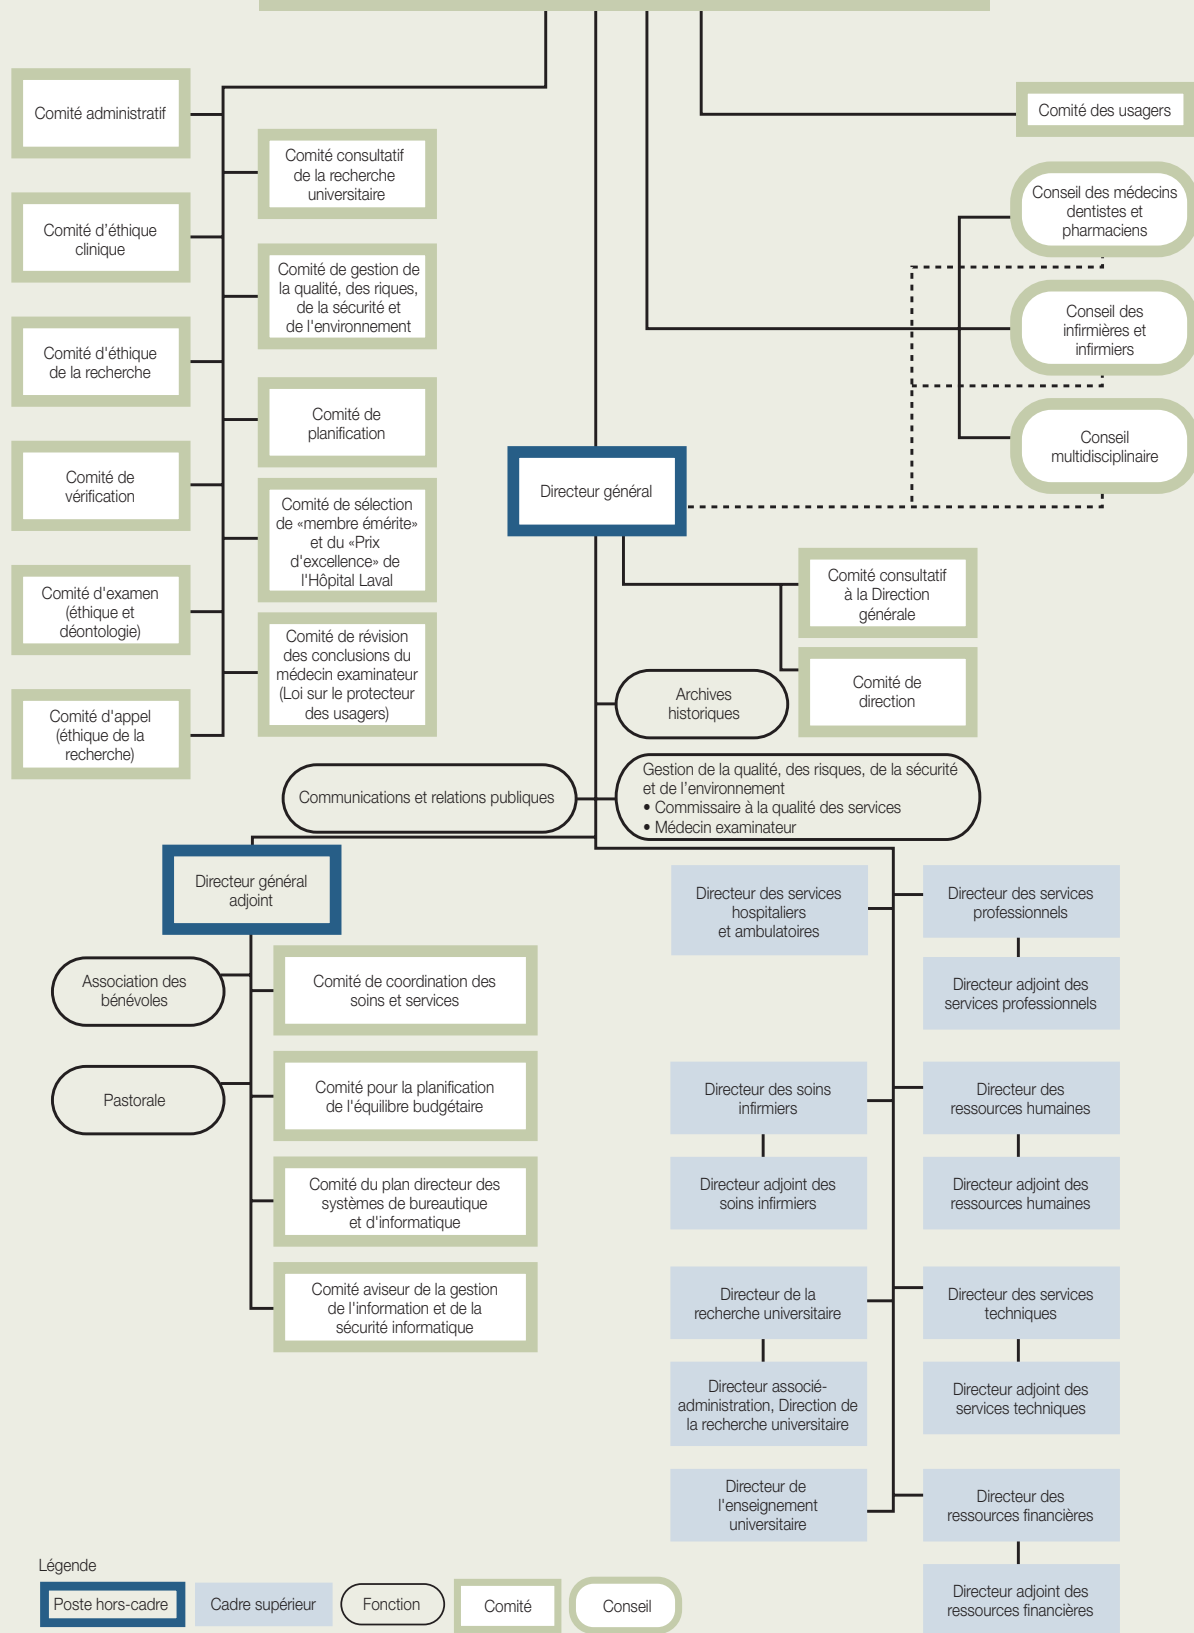 Comité administratif
Comité des usagers
Comité consultatif
de la recherche
universitaire
Conseil des médecins
dentistes et
pharmaciens
Comité d'éthique
clinique
Comité de gestion de
la qualité, des riques,
de la sécurité et
de l'environnement
Conseil des
infirmières et
infirmiers
Comité d'éthique
de la recherche
Comité de
planification
Conseil
multidisciplinaire
Comité de
vérification
Directeur général
Comité de sélection
de «membre émérite»
et du «Prix
d'excellence» de
l'Hôpital Laval
Comité d'examen
(éthique et
déontologie)
Comité consultatif
à la Direction
générale
Comité de révision
des conclusions du
médecin examinateur
(Loi sur le protecteur
des usagers)
Comité de
direction
Archives
historiques
Comité d'appel
(éthique de la
recherche)
Communications et relations publiques
Gestion de la qualité, des risques, de la sécurité
et de l'environnement
• Commissaire à la qualité des services
• Médecin examinateur
Directeur général
adjoint
Directeur des services
hospitaliers
et ambulatoires
Directeur des services
professionnels
Association des
bénévoles
Comité de coordination des
soins et services
Directeur adjoint des
services professionnels
Pastorale
Comité pour la planification
de l'équilibre budgétaire
Directeur des soins
infirmiers
Directeur des
ressources humaines
Comité du plan directeur des
systèmes de bureautique
et d'informatique
Directeur adjoint des
soins infirmiers
Directeur adjoint des
ressources humaines
Comité aviseur de la gestion
de l'information et de la
sécurité informatique
Directeur de la
recherche universitaire
Directeur des services
techniques
Directeur associé-
administration, Direction de
la recherche universitaire
Directeur adjoint des
services techniques
Directeur de
l'enseignement
universitaire
Directeur des
ressources financières
Directeur adjoint des
ressources financières
Légende
Poste hors-cadre
Cadre supérieur
Fonction
Comité
Conseil